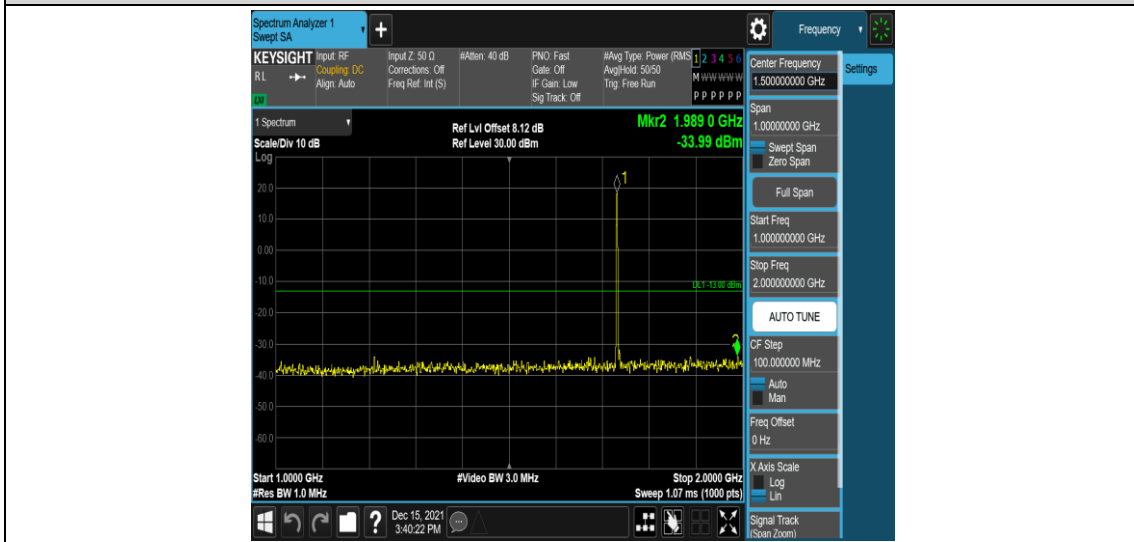 Spectrum Analyzer 1
Swept SA
+
Frequency
KEYSIGHT
RL
LXI
Input: RF
Coupling: DC
Align: Auto
Input Z: 50 Ω
Corrections: Off
Freq Ref: Int (S)
#Atten: 40 dB
PNO: Fast
Gate: Off
IF Gain: Low
Sig Track: Off
#Avg Type: Power (RMS
Avg|Hold: 50/50
Trig: Free Run
1 2 3 4 5 6
M W W W W W
P P P P P P
1 Spectrum
Scale/Div 10 dB
Log
Ref Lvl Offset 8.12 dB
Ref Level 30.00 dBm
Mkr2 1.989 0 GHz
-33.99 dBm
1
20.0
10.0
0.00
-10.0
DL1 -13.00 dBm
-20.0
-30.0
2
-40.0
-50.0
-60.0
Start 1.0000 GHz
#Res BW 1.0 MHz
#Video BW 3.0 MHz
Stop 2.0000 GHz
Sweep 1.07 ms (1000 pts)
Center Frequency
1.500000000 GHz
Settings
Span
1.00000000 GHz
Swept Span
Zero Span
Full Span
Start Freq
1.000000000 GHz
Stop Freq
2.000000000 GHz
AUTO TUNE
CF Step
100.000000 MHz
Auto
Man
Freq Offset
0 Hz
X Axis Scale
Log
Lin
Signal Track
(Span Zoom)
?
Dec 15, 2021
3:40:22 PM